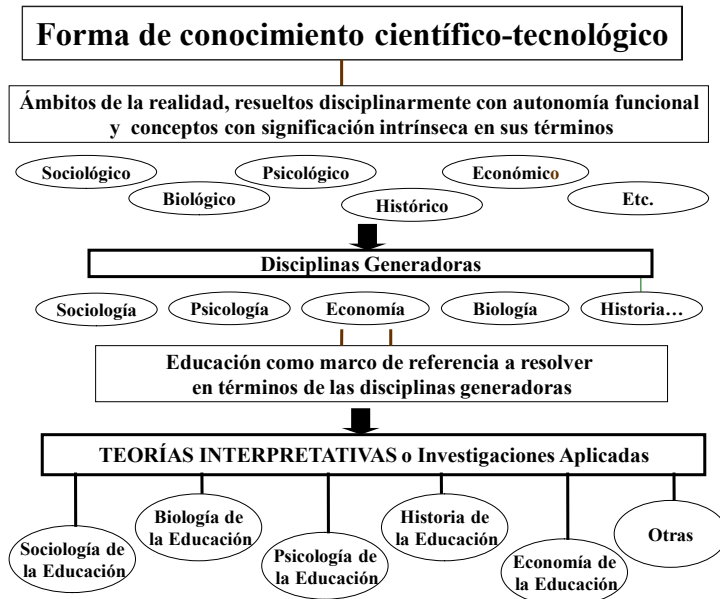 Forma de conocimiento científico-tecnológico
Ámbitos de la realidad, resueltos disciplinarmente con autonomía funcional
y conceptos con significación intrínseca en sus términos
Sociológico
Psicológico
Económico
Biológico
Histórico
Etc.
Disciplinas Generadoras
Sociología
Psicología
Economía
Biología
Historia…
Educación como marco de referencia a resolver
en términos de las disciplinas generadoras
TEORÍAS INTERPRETATIVAS o Investigaciones Aplicadas
Sociología de
la Educación
Biología de
la Educación
Psicología de
la Educación
Historia de
la Educación
Economía de
la Educación
Otras